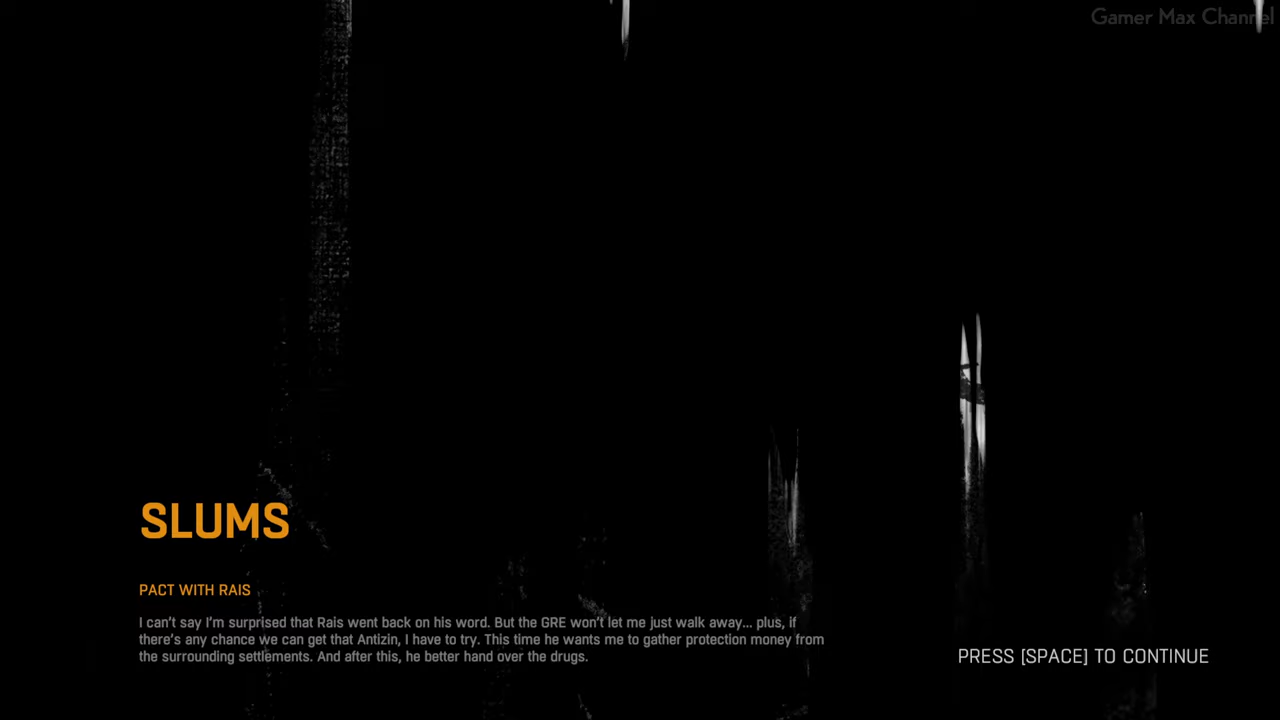 Gamer Max Channel
SLUMS
PACT WITH RAIS
I can't say I'm surprised that Rais went back on his word. But the GRE won't let me just walk away... plus, if
there's any chance we can get that Antizin, I have to try. This time he wants me to gather protection money from
the surrounding settlements. And after this, he better hand over the drugs.
PRESS [SPACE] TO CONTINUE